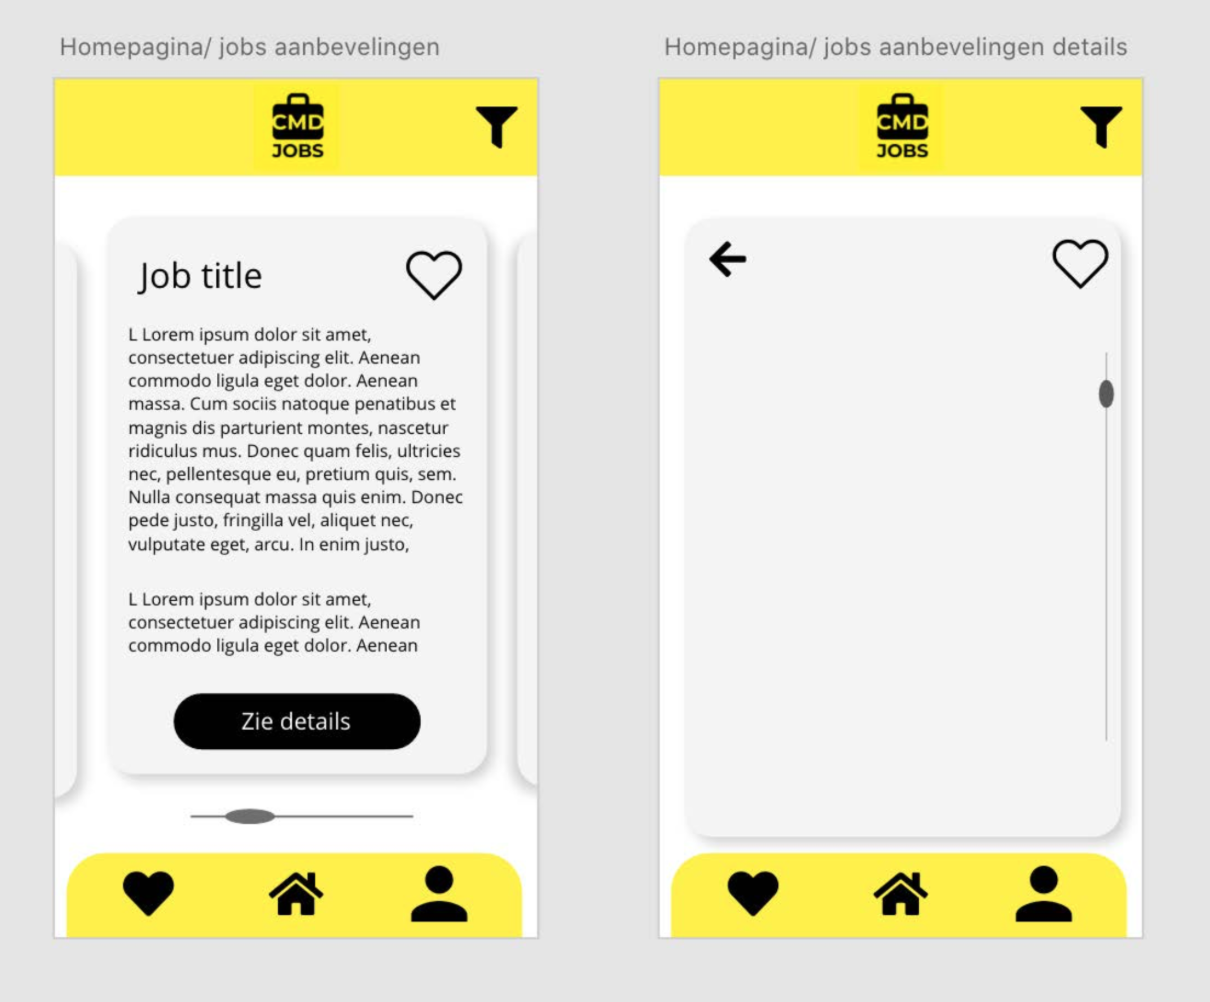 Homepagina/ jobs aanbevelingen
Homepagina/ jobs aanbevelingen details
CMD
JOBS
CMD
JOBS
Job title
L Lorem ipsum dolor sit amet,
consectetuer adipiscing elit. Aenean
commodo ligula eget dolor. Aenean
massa. Cum sociis natoque penatibus et
magnis dis parturient montes, nascetur
ridiculus mus. Donec quam felis, ultricies
nec, pellentesque eu, pretium quis, sem.
Nulla consequat massa quis enim. Donec
pede justo, fringilla vel, aliquet nec,
vulputate eget, arcu. In enim justo,
L Lorem ipsum dolor sit amet,
consectetuer adipiscing elit. Aenean
commodo ligula eget dolor. Aenean
Zie details